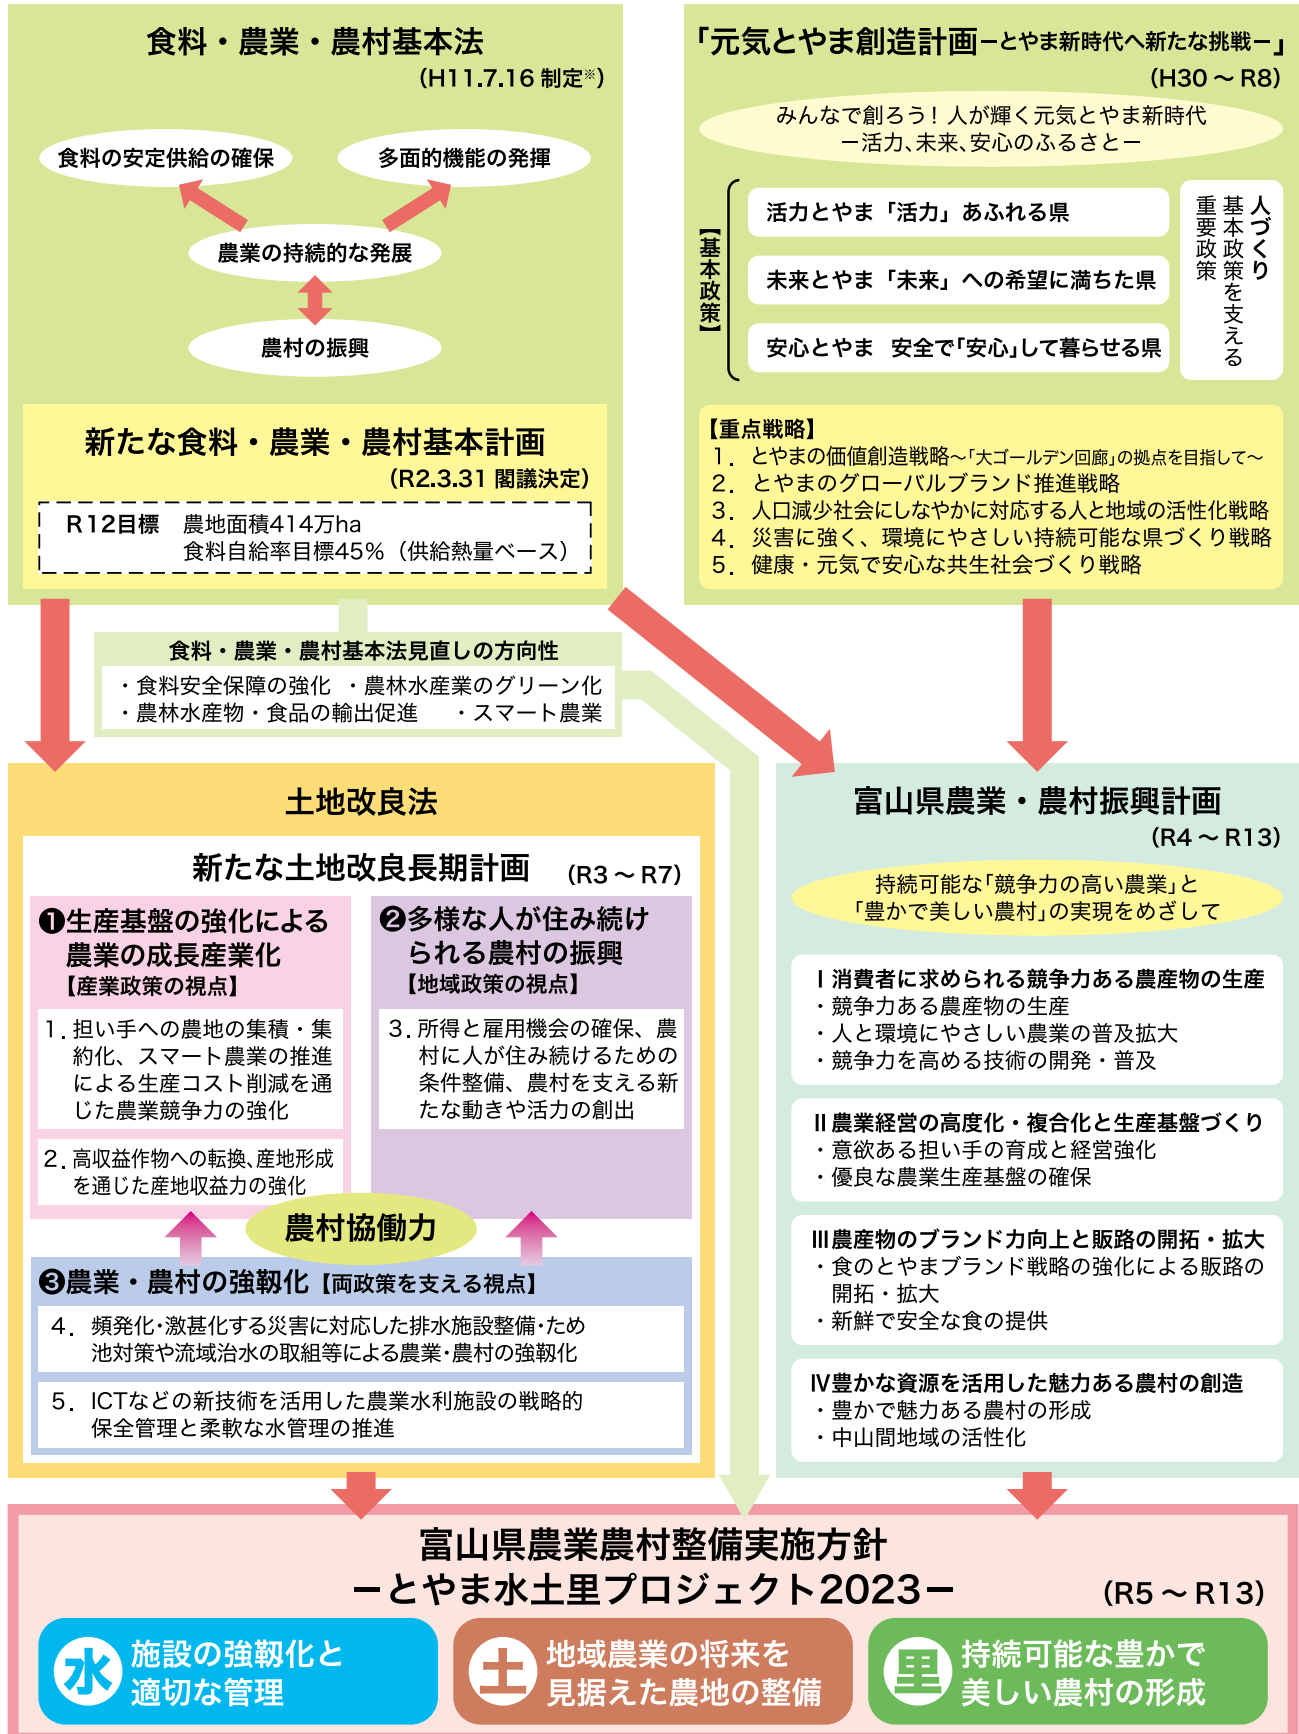 食料・農業・農村基本法
（H11.7.16 制定※）
食料の安定供給の確保
多面的機能の発揮
農業の持続的な発展
農村の振興
新たな食料・農業・農村基本計画
（R2.3.31 閣議決定）
R12目標　農地面積414万ha
食料自給率目標45%（供給熱量ベース）
「元気とやま創造計画－とやま新時代へ新たな挑戦－」
（H30 ～ R8）
みんなで創ろう！人が輝く元気とやま新時代
－活力、未来、安心のふるさと－
【基本政策】
活力とやま「活力」あふれる県
未来とやま「未来」への希望に満ちた県
安心とやま　安全で「安心」して暮らせる県
人づくり
基本政策を支える
重要政策
【重点戦略】
1．とやまの価値創造戦略～「大ゴールデン回廊」の拠点を目指して～
2．とやまのグローバルブランド推進戦略
3．人口減少社会にしなやかに対応する人と地域の活性化戦略
4．災害に強く、環境にやさしい持続可能な県づくり戦略
5．健康・元気で安心な共生社会づくり戦略
食料・農業・農村基本法見直しの方向性
・食料安全保障の強化　・農林水産業のグリーン化
・農林水産物・食品の輸出促進　・スマート農業
土地改良法
新たな土地改良長期計画　（R3 ～ R7）
❶生産基盤の強化による
農業の成長産業化
【産業政策の視点】
1．担い手への農地の集積・集
約化、スマート農業の推進
による生産コスト削減を通
じた農業競争力の強化
2．高収益作物への転換、産地形成
を通じた産地収益力の強化
❷多様な人が住み続け
られる農村の振興
【地域政策の視点】
3．所得と雇用機会の確保、農
村に人が住み続けるための
条件整備、農村を支える新
たな動きや活力の創出
農村協働力
❸農業・農村の強靱化【両政策を支える視点】
4．頻発化・激甚化する災害に対応した排水施設整備・ため
池対策や流域治水の取組等による農業・農村の強靱化
5．ICTなどの新技術を活用した農業水利施設の戦略的
保全管理と柔軟な水管理の推進
富山県農業・農村振興計画
（R4 ～ R13）
持続可能な「競争力の高い農業」と
「豊かで美しい農村」の実現をめざして
Ⅰ消費者に求められる競争力ある農産物の生産
・競争力ある農産物の生産
・人と環境にやさしい農業の普及拡大
・競争力を高める技術の開発・普及
Ⅱ農業経営の高度化・複合化と生産基盤づくり
・意欲ある担い手の育成と経営強化
・優良な農業生産基盤の確保
Ⅲ農産物のブランド力向上と販路の開拓・拡大
・食のとやまブランド戦略の強化による販路の
開拓・拡大
・新鮮で安全な食の提供
Ⅳ豊かな資源を活用した魅力ある農村の創造
・豊かで魅力ある農村の形成
・中山間地域の活性化
富山県農業農村整備実施方針
－とやま水土里プロジェクト2023－　（R5 ～ R13）
水
施設の強靱化と
適切な管理
土
地域農業の将来を
見据えた農地の整備
里
持続可能な豊かで
美しい農村の形成